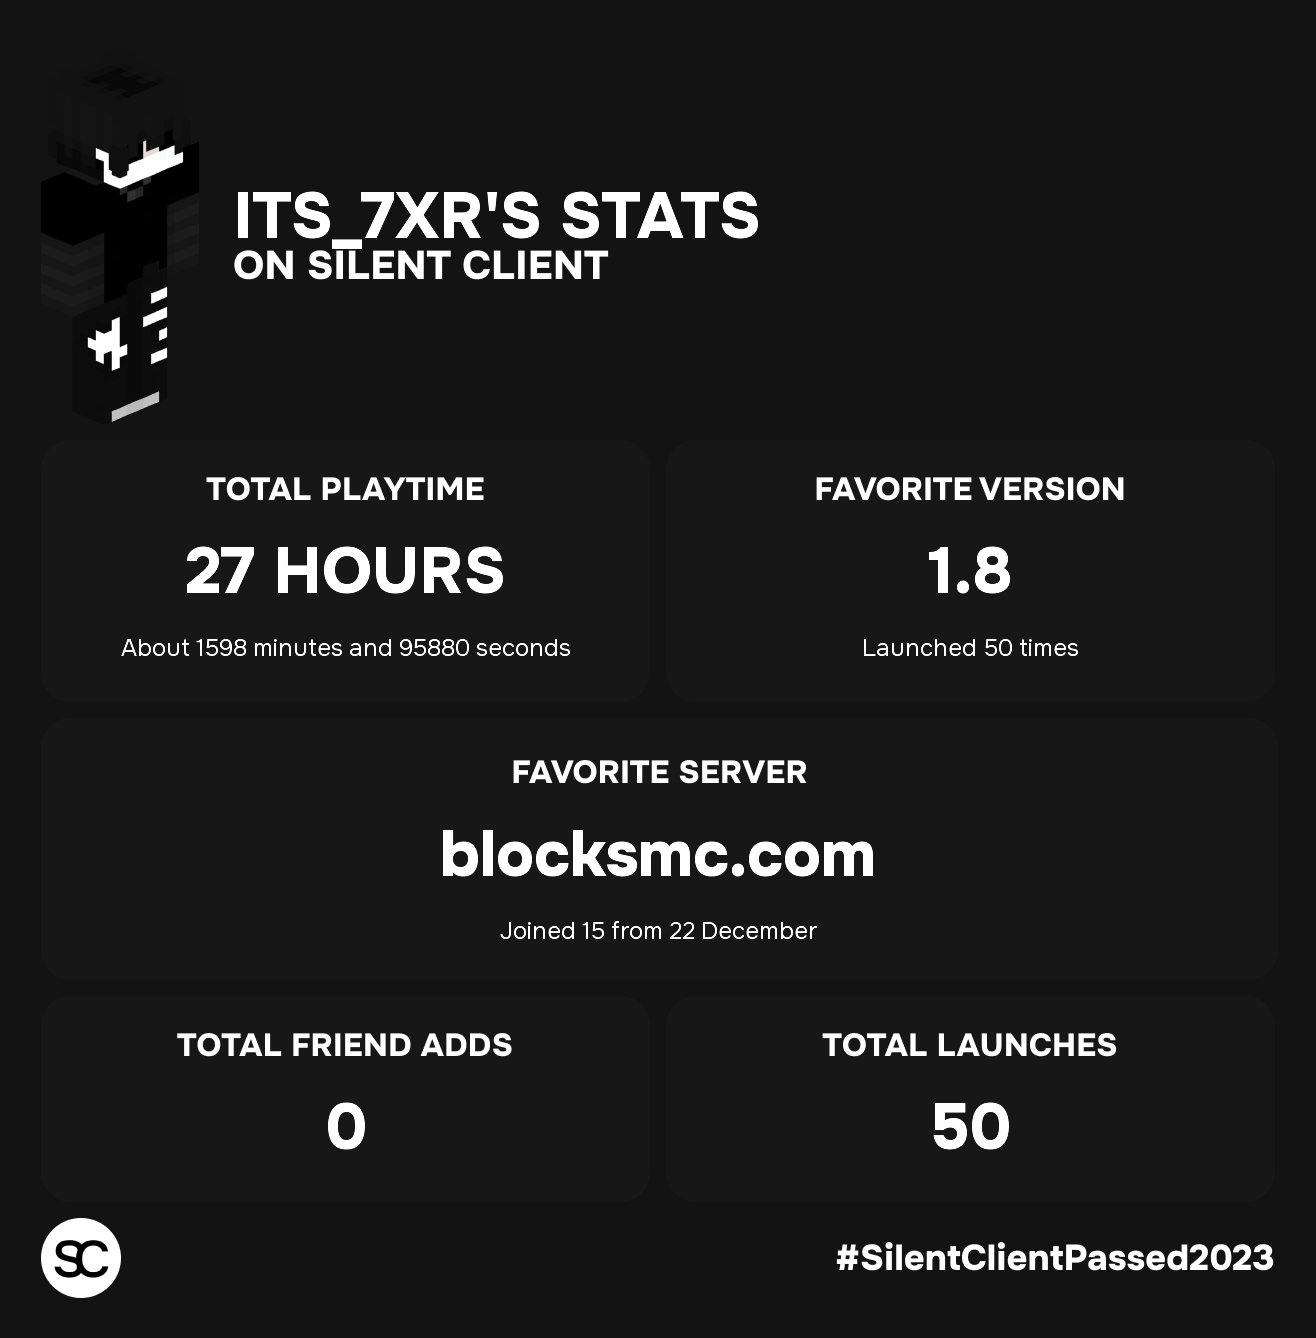 ITS_7XR'S STATS
ON SILENT CLIENT
TOTAL PLAYTIME
27 HOURS
About 1598 minutes and 95880 seconds
FAVORITE VERSION
1.8
Launched 50 times
FAVORITE SERVER
blocksmc.com
Joined 15 from 22 December
TOTAL FRIEND ADDS
0
TOTAL LAUNCHES
50
SC
#SilentClientPassed2023